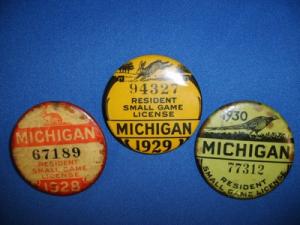 MICHIGAN
67189
RESIDENT
SMALL GAME
LICENSE
1928
94327
RESIDENT
SMALL GAME
LICENSE
MICHIGAN
1929
1930
MICHIGAN
77312
RESIDENT
SMALL GAME LICENSE